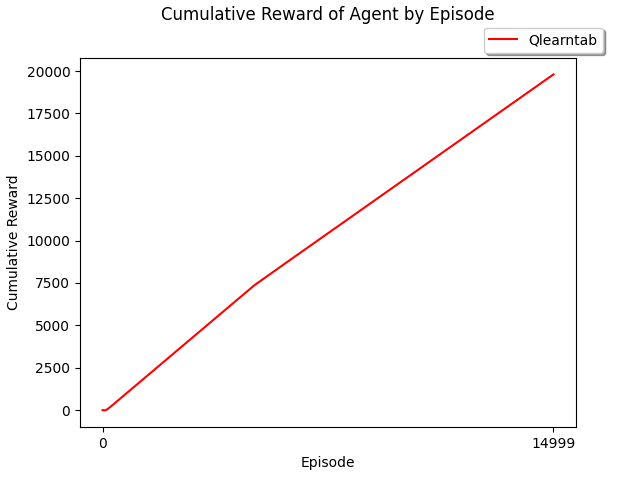 Cumulative Reward of Agent by Episode
Qlearntab
20000
17500
15000
12500
10000
7500
5000
2500
0
Cumulative Reward
0
14999
Episode